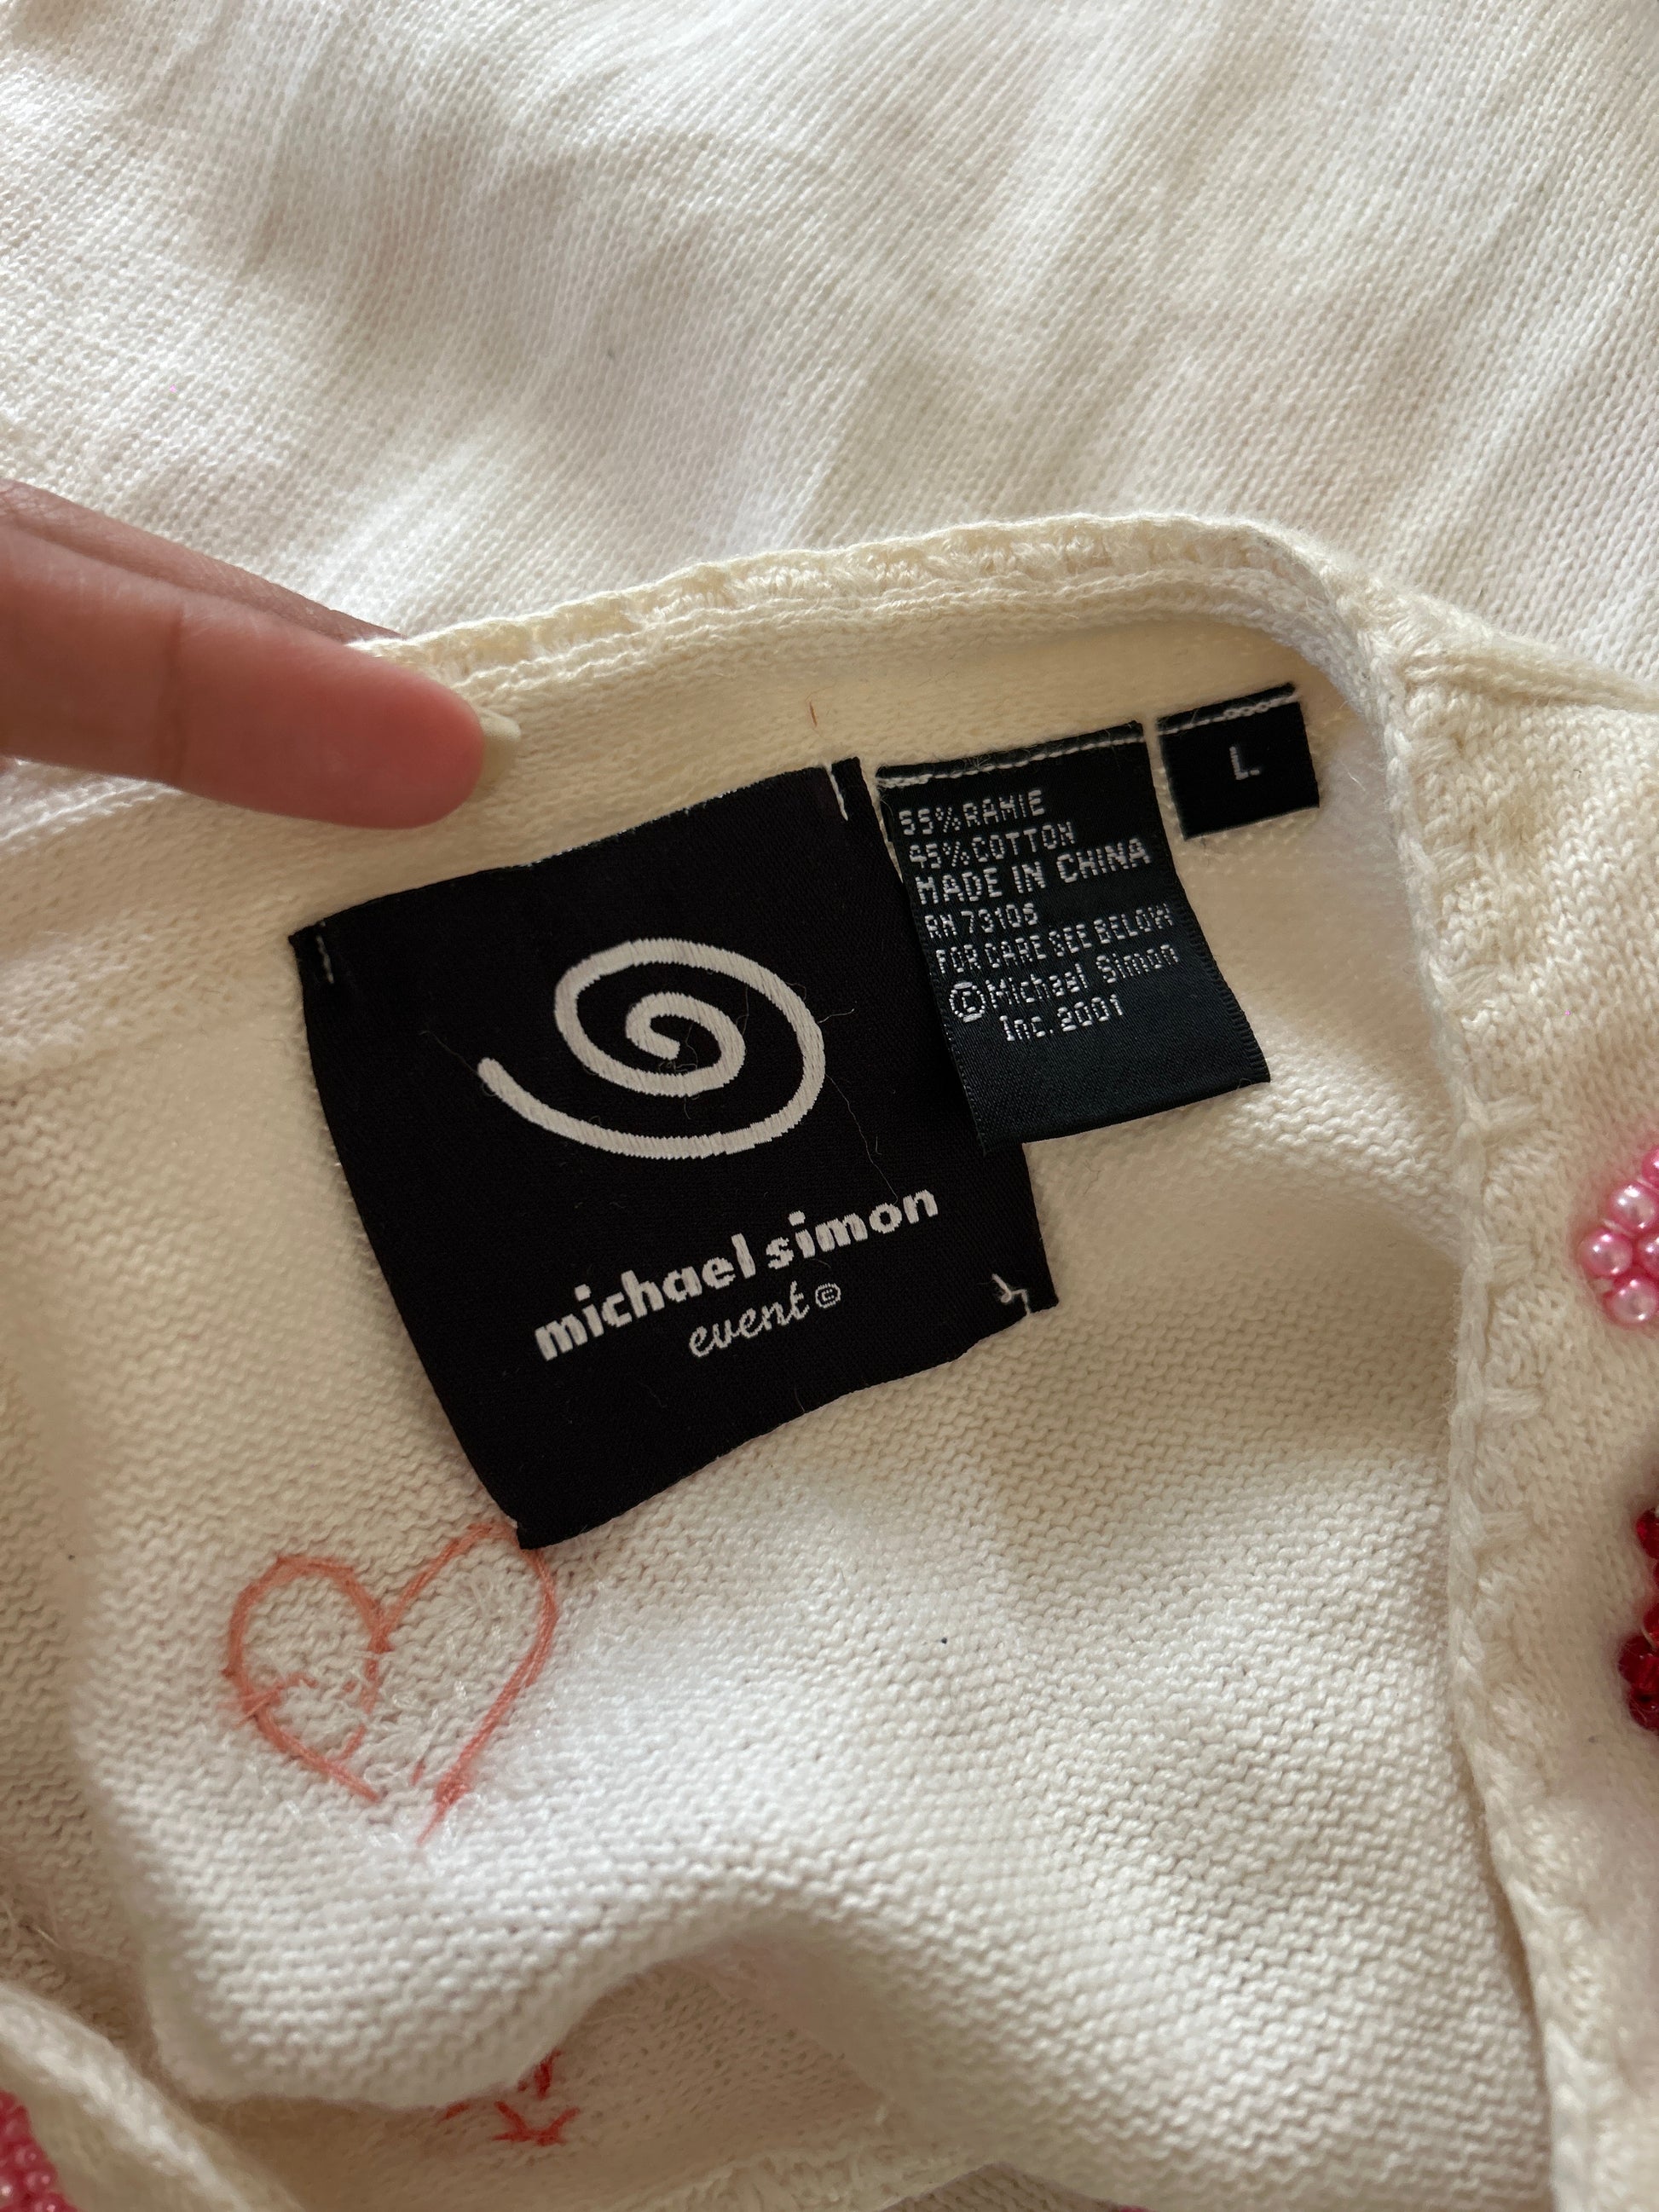 michael simon
event ©
55% RAMIE
45% COTTON
MADE IN CHINA
RN 73106
FOR CARE SEE BELOW
© Michael Simon
Inc. 2001
L